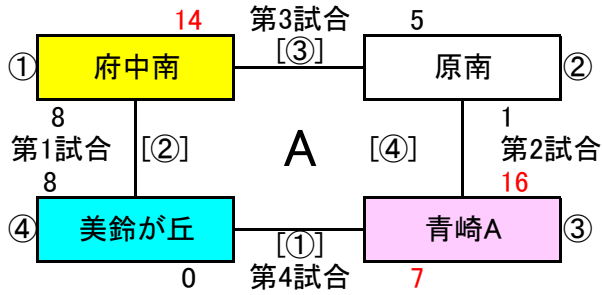 14 第3試合 5
① 府中南 [③] 原南 ②
8 1
第1試合 [②] A [④] 第2試合
8 16
④ 美鈴が丘 [①] 青崎A ③
0 第4試合 7